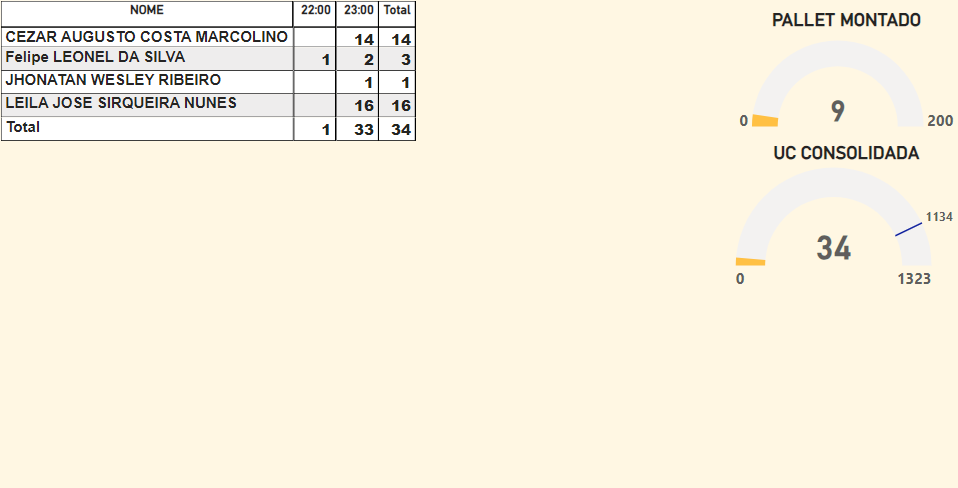 NOME 22:00 23:00 Total
CEZAR AUGUSTO COSTA MARCOLINO 14 14
Felipe LEONEL DA SILVA 1 2 3
JHONATAN WESLEY RIBEIRO 1 1
LEILA JOSE SIRQUEIRA NUNES 16 16
Total 1 33 34
PALLET MONTADO
9
0 200
UC CONSOLIDADA
1134
34
0 1323